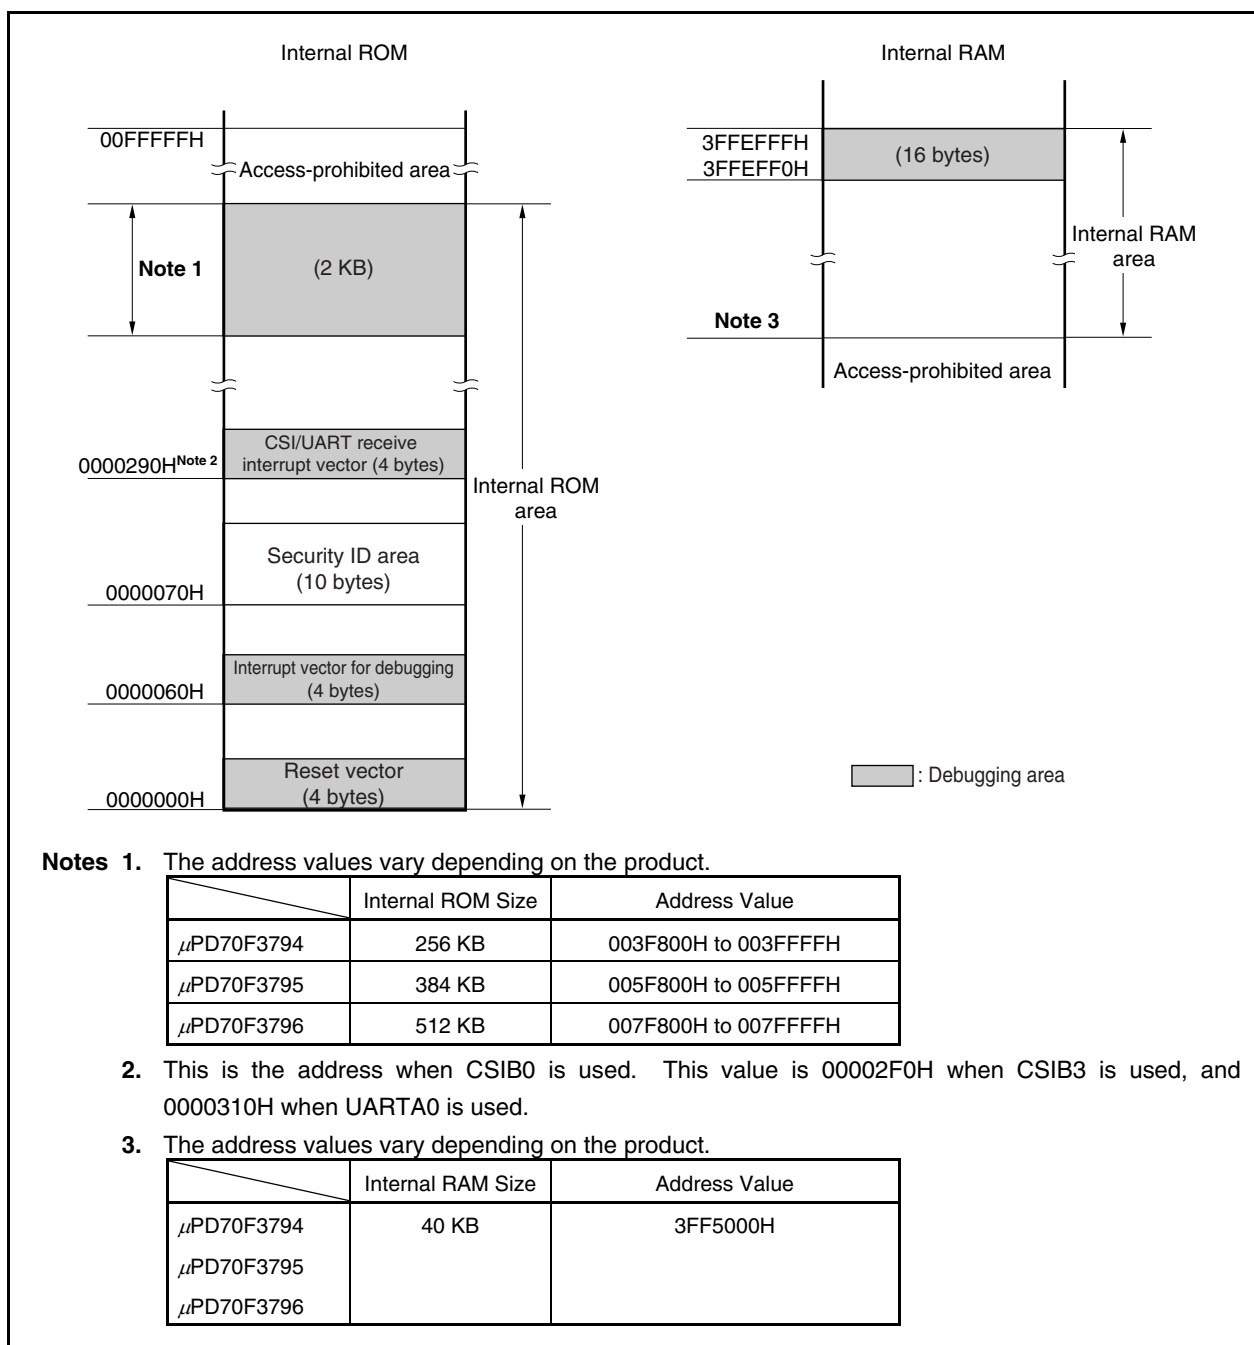 Internal ROM
00FFFFFH
Access-prohibited area
Note 1
(2 KB)
CSI/UART receive
interrupt vector (4 bytes)
0000290H Note 2
Internal ROM
area
Security ID area
(10 bytes)
0000070H
Interrupt vector for debugging
(4 bytes)
0000060H
Reset vector
(4 bytes)
0000000H
Internal RAM
3FFEFFFH
3FFEFF0H
(16 bytes)
Internal RAM
area
Note 3
Access-prohibited area
: Debugging area
Notes 1. The address values vary depending on the product.
Internal ROM Size Address Value
μPD70F3794 256 KB 003F800H to 003FFFFH
μPD70F3795 384 KB 005F800H to 005FFFFH
μPD70F3796 512 KB 007F800H to 007FFFFH
2. This is the address when CSIB0 is used. This value is 00002F0H when CSIB3 is used, and
0000310H when UARTA0 is used.
3. The address values vary depending on the product.
Internal RAM Size Address Value
μPD70F3794 40 KB 3FF5000H
μPD70F3795
μPD70F3796